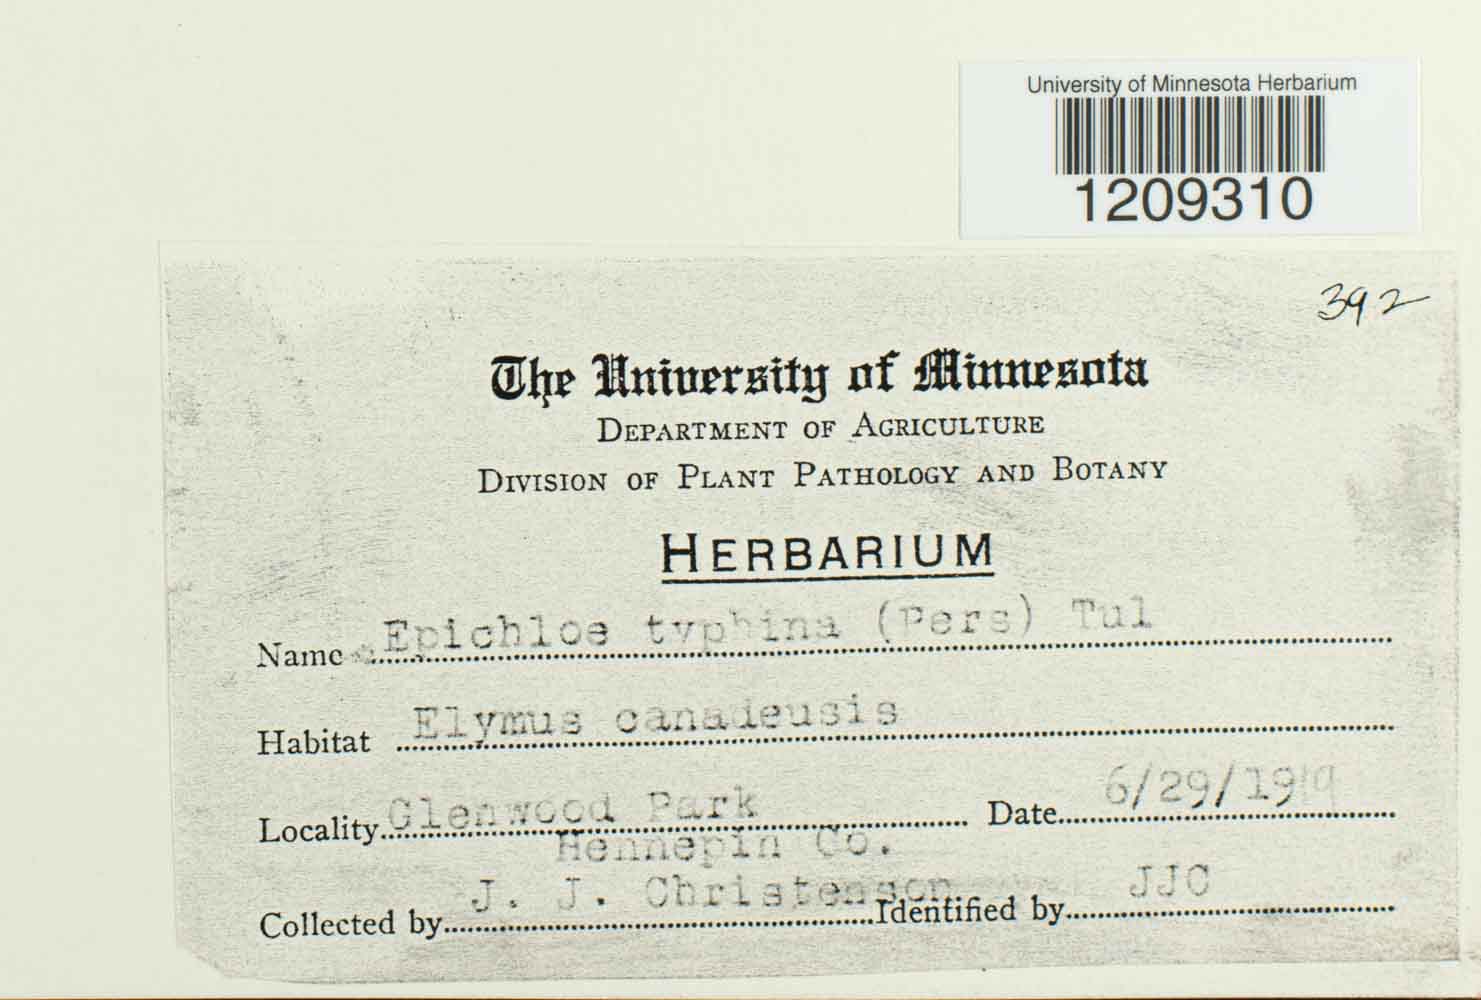 University of Minnesota Herbarium
1209310
392
The University of Minnesota
DEPARTMENT OF AGRICULTURE
DIVISION OF PLANT PATHOLOGY AND BOTANY
HERBARIUM
Name Epichloe typhina (Pers) Tul
Habitat Elymus canadeusis
Locality Glenwood Park Date 6/29/1919
Hennepin Co.
Collected by J. J. Christenson Identified by JJC